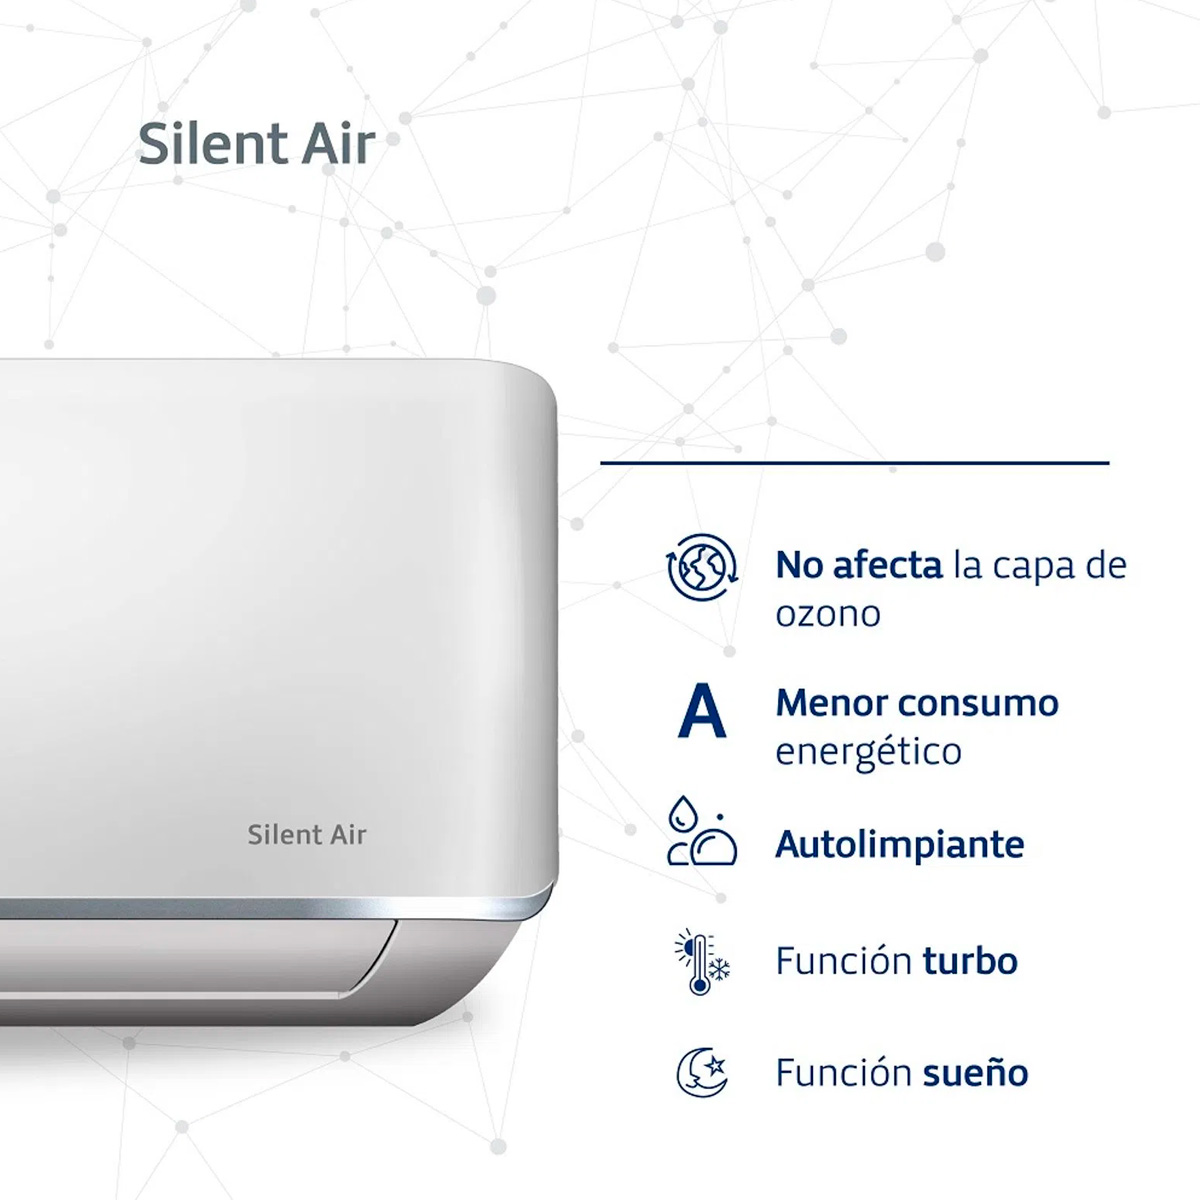 Silent Air
Silent Air
No afecta la capa de
ozono
A
Menor consumo
energético
Autolimpiante
Función turbo
Función sueño